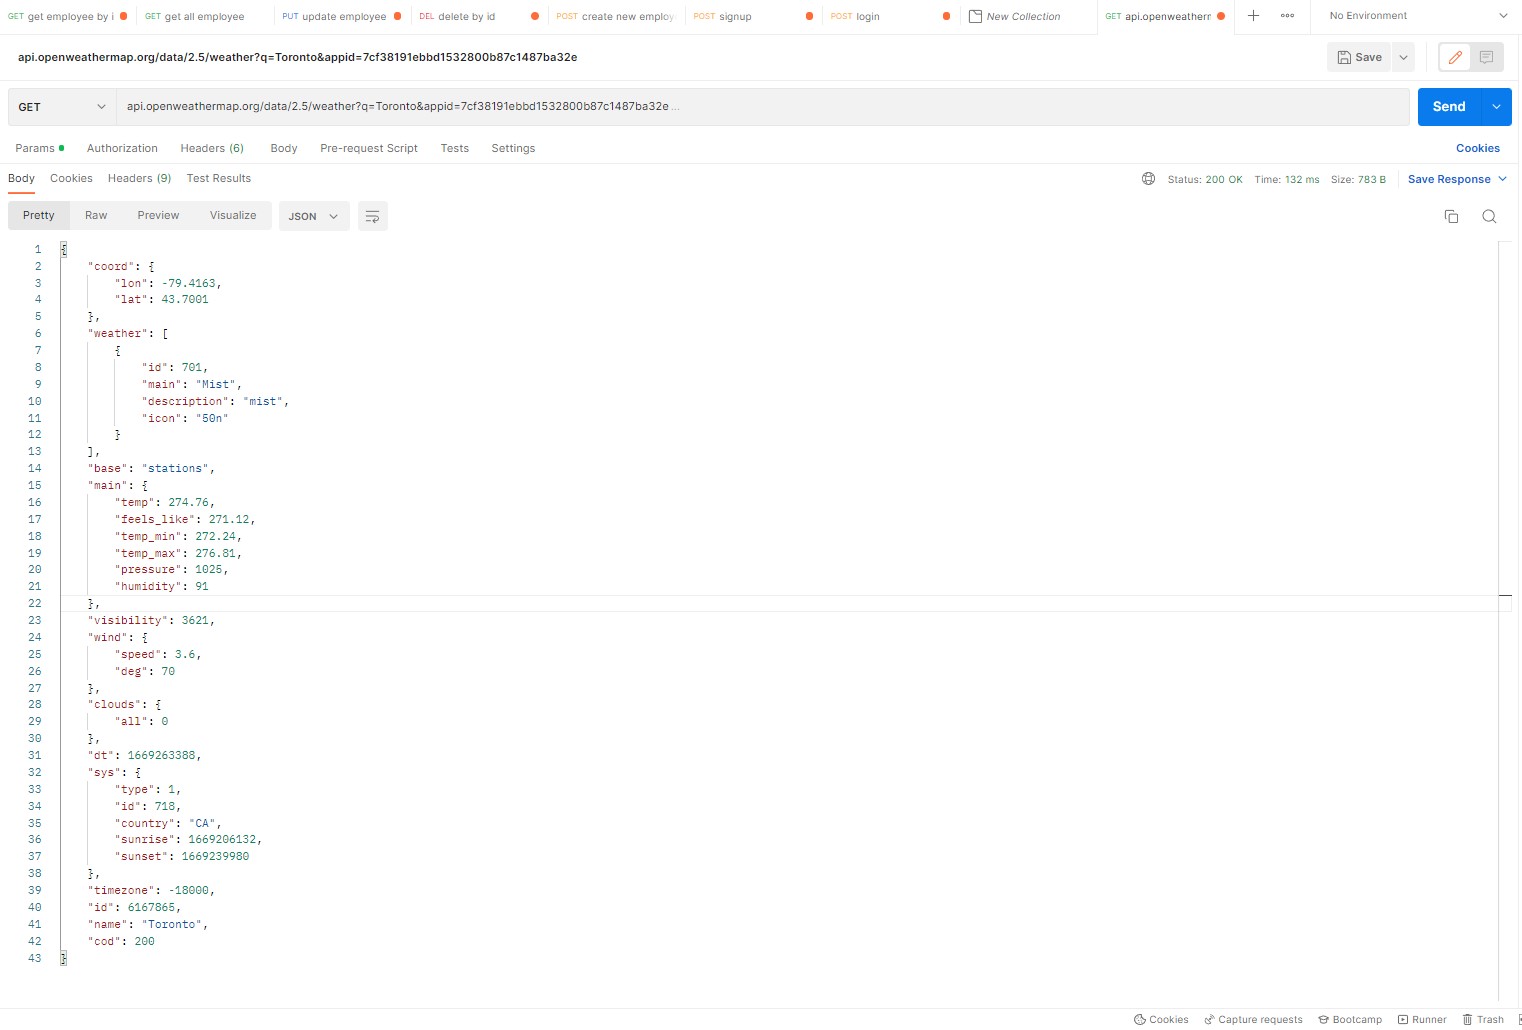 GET get employee by i
GET get all employee
PUT update employee
DEL delete by id
POST create new employ
POST signup
POST login
New Collection
GET api.openweatherm
No Environment
api.openweathermap.org/data/2.5/weather?q=Toronto&appid=7cf38191ebbd1532800b87c1487ba32e
Save
GET
api.openweathermap.org/data/2.5/weather?q=Toronto&appid=7cf38191ebbd1532800b87c1487ba32e ...
Send
Params Authorization Headers (6) Body Pre-request Script Tests Settings Cookies
Body Cookies Headers (9) Test Results Status: 200 OK Time: 132 ms Size: 783 B Save Response
Pretty Raw Preview Visualize JSON
1 {
2 "coord": {
3 "lon": -79.4163,
4 "lat": 43.7001
5 },
6 "weather": [
7 {
8 "id": 701,
9 "main": "Mist",
10 "description": "mist",
11 "icon": "50n"
12 }
13 ],
14 "base": "stations",
15 "main": {
16 "temp": 274.76,
17 "feels_like": 271.12,
18 "temp_min": 272.24,
19 "temp_max": 276.81,
20 "pressure": 1025,
21 "humidity": 91
22 },
23 "visibility": 3621,
24 "wind": {
25 "speed": 3.6,
26 "deg": 70
27 },
28 "clouds": {
29 "all": 0
30 },
31 "dt": 1669263388,
32 "sys": {
33 "type": 1,
34 "id": 718,
35 "country": "CA",
36 "sunrise": 1669206132,
37 "sunset": 1669239980
38 },
39 "timezone": -18000,
40 "id": 6167865,
41 "name": "Toronto",
42 "cod": 200
43 }
Cookies Capture requests Bootcamp Runner Trash